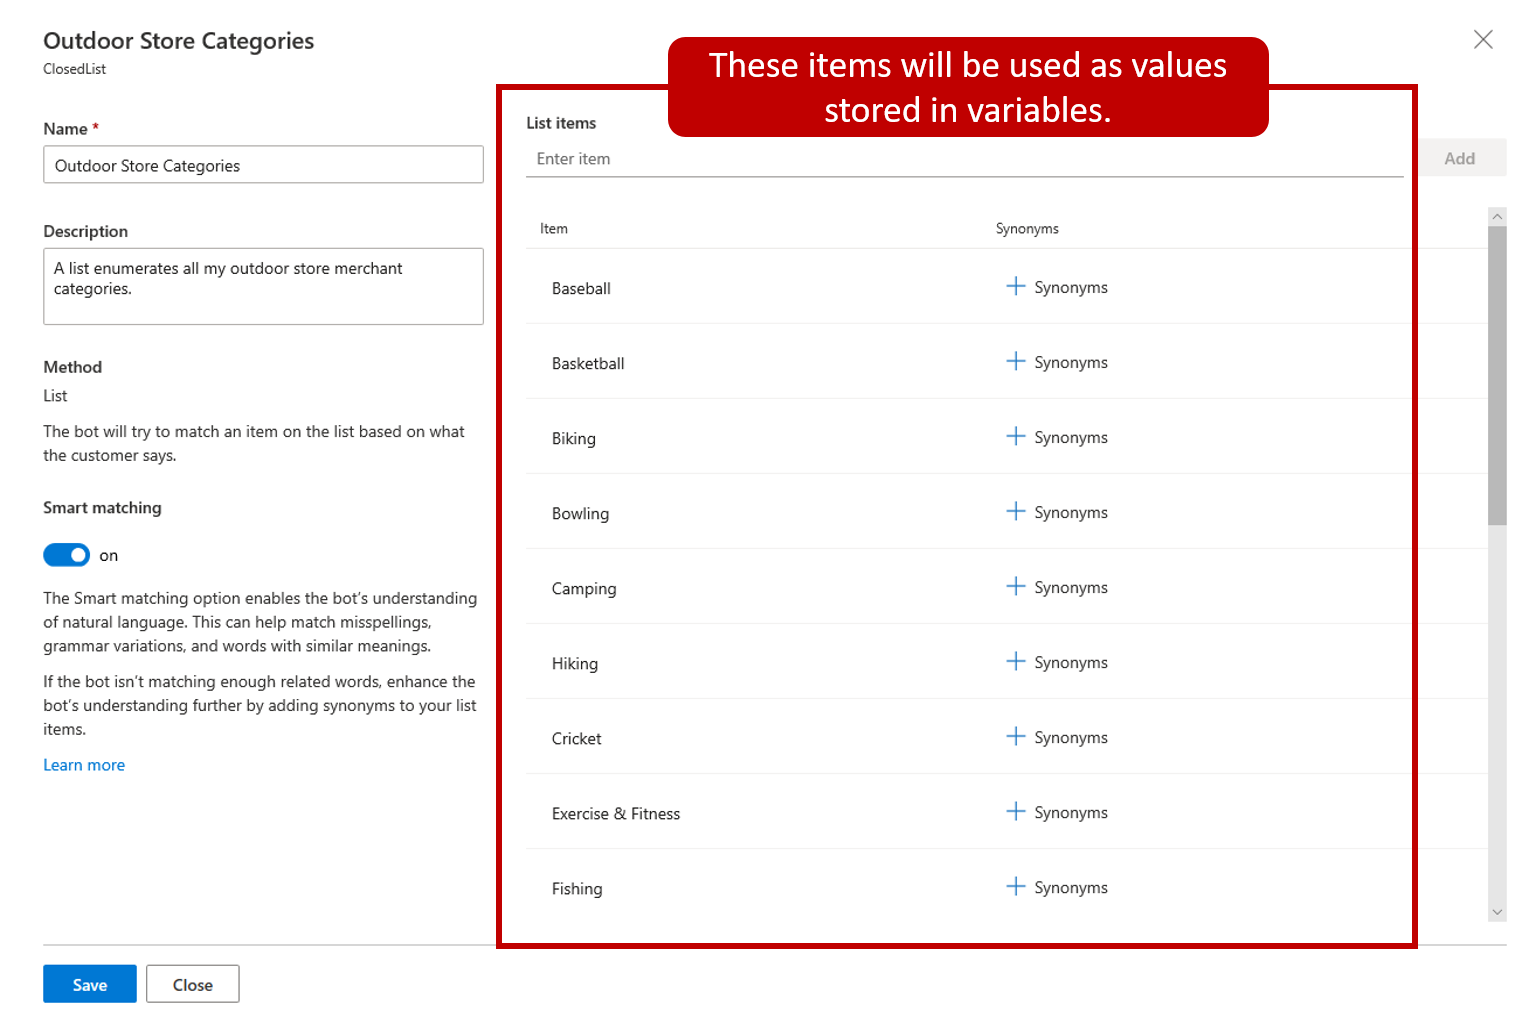 Outdoor Store Categories
ClosedList
Name *
Outdoor Store Categories
Description
A list enumerates all my outdoor store merchant
categories.
Method
List
The bot will try to match an item on the list based on what
the customer says.
Smart matching
on
The Smart matching option enables the bot's understanding
of natural language. This can help match misspellings,
grammar variations, and words with similar meanings.
If the bot isn't matching enough related words, enhance the
bot's understanding further by adding synonyms to your list
items.
Learn more
These items will be used as values
stored in variables.
List items
Enter item
Add
Item Synonyms
Baseball Synonyms
Basketball Synonyms
Biking Synonyms
Bowling Synonyms
Camping Synonyms
Hiking Synonyms
Cricket Synonyms
Exercise & Fitness Synonyms
Fishing Synonyms
Save Close